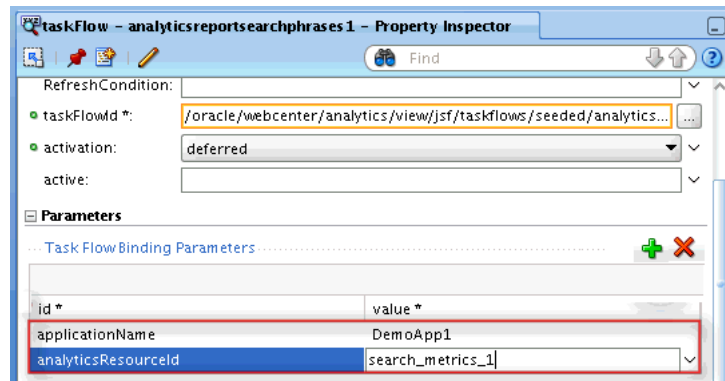 taskFlow - analyticsreportsearchphrases1 - Property Inspector
Find
RefreshCondition:
taskFlowId *: /oracle/webcenter/analytics/view/jsf/taskflows/seeded/analytics... ...
activation: deferred
active:
Parameters
Task Flow Binding Parameters
id * value *
applicationName DemoApp1
analyticsResourceId search_metrics_1